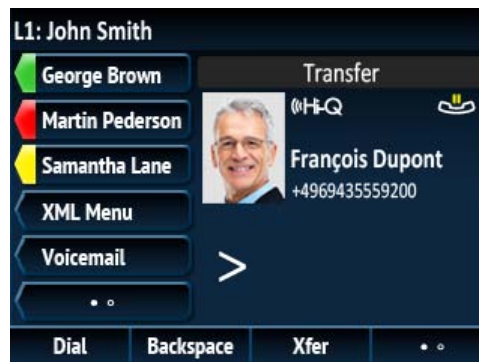 L1: John Smith
George Brown
Transfer
Martin Pederson
Hi-Q
Samantha Lane
François Dupont
+4969435559200
XML Menu
Voicemail
>
Dial Backspace Xfer